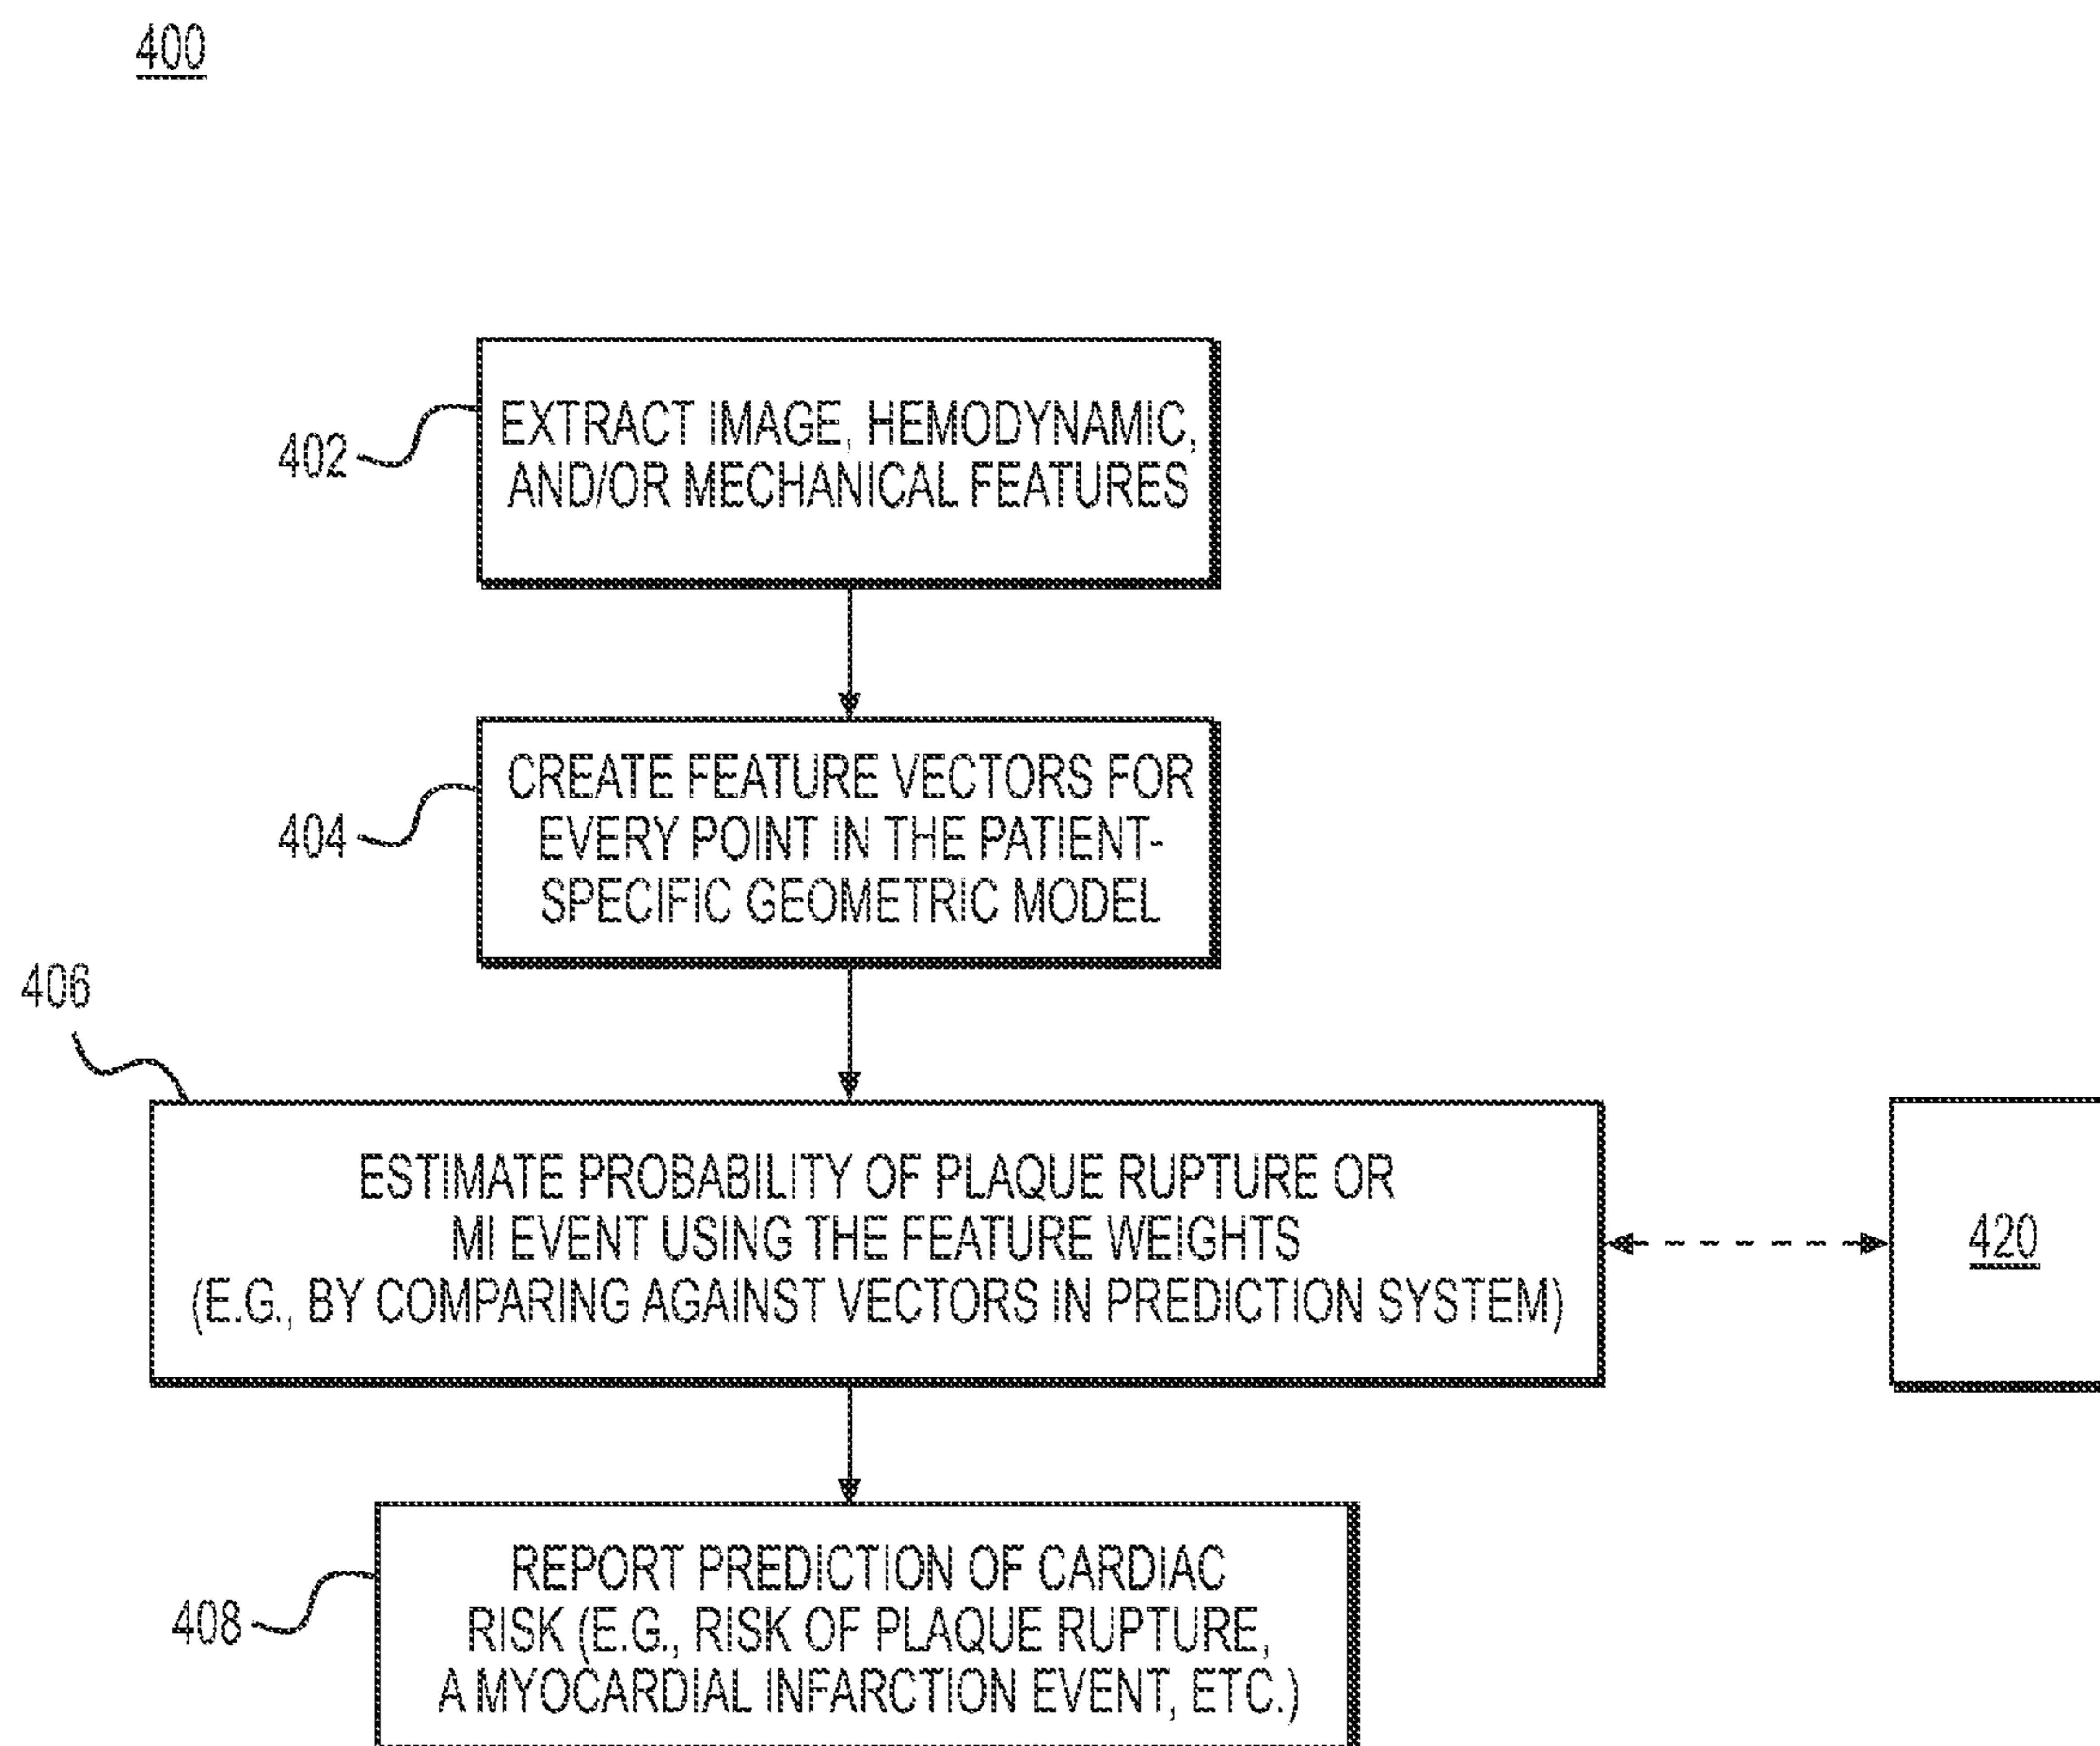 400
402
EXTRACT IMAGE, HEMODYNAMIC,
AND/OR MECHANICAL FEATURES
404
CREATE FEATURE VECTORS FOR
EVERY POINT IN THE PATIENT-
SPECIFIC GEOMETRIC MODEL
406
ESTIMATE PROBABILITY OF PLAQUE RUPTURE OR
MI EVENT USING THE FEATURE WEIGHTS
(E.G., BY COMPARING AGAINST VECTORS IN PREDICTION SYSTEM)
420
408
REPORT PREDICTION OF CARDIAC
RISK (E.G., RISK OF PLAQUE RUPTURE,
A MYOCARDIAL INFARCTION EVENT, ETC.)